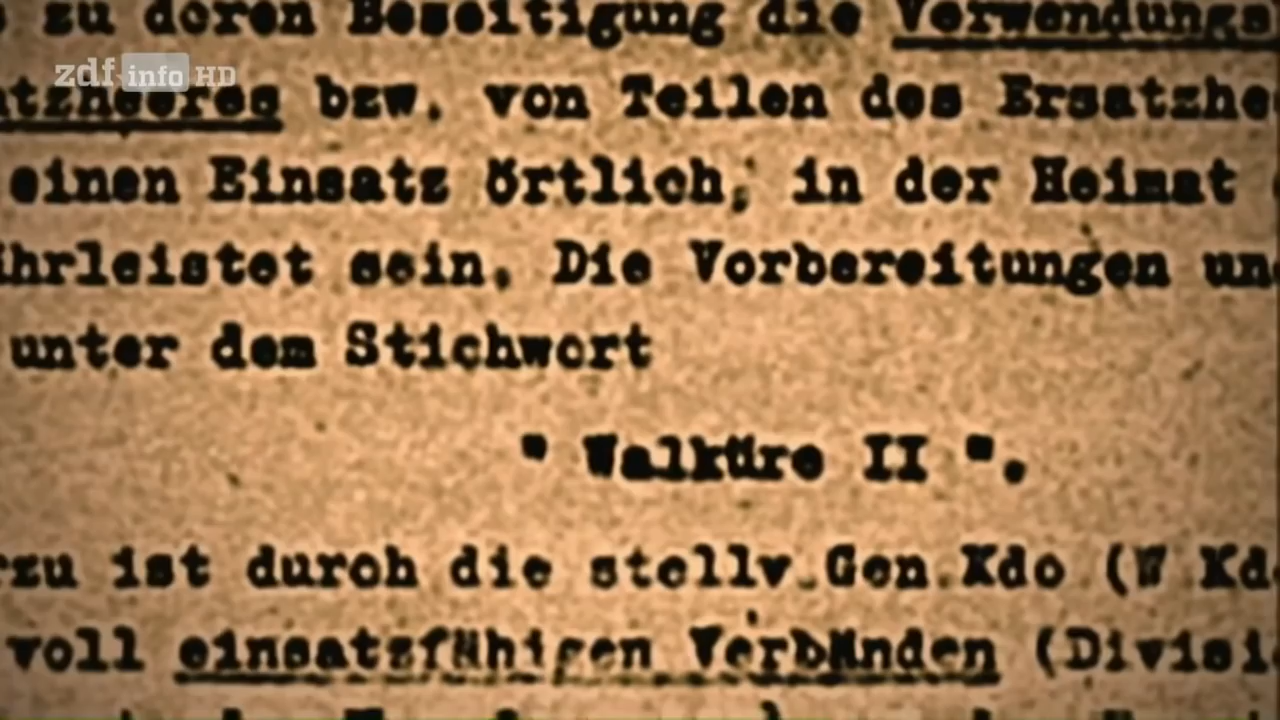 zdf info HD
zu deren Beseitigung die Verwendungs
atzheeres bzw. von Teilen des Ersatzhe
einen Einsatz örtlich, in der Heimat
ährleistet sein. Die Vorbereitungen un
unter dem Stichwort
" Walküre II ".
rzu ist durch die stellv.Gen.Kdo (W Kd
voll einsatzfähigen Verbänden (Divisi